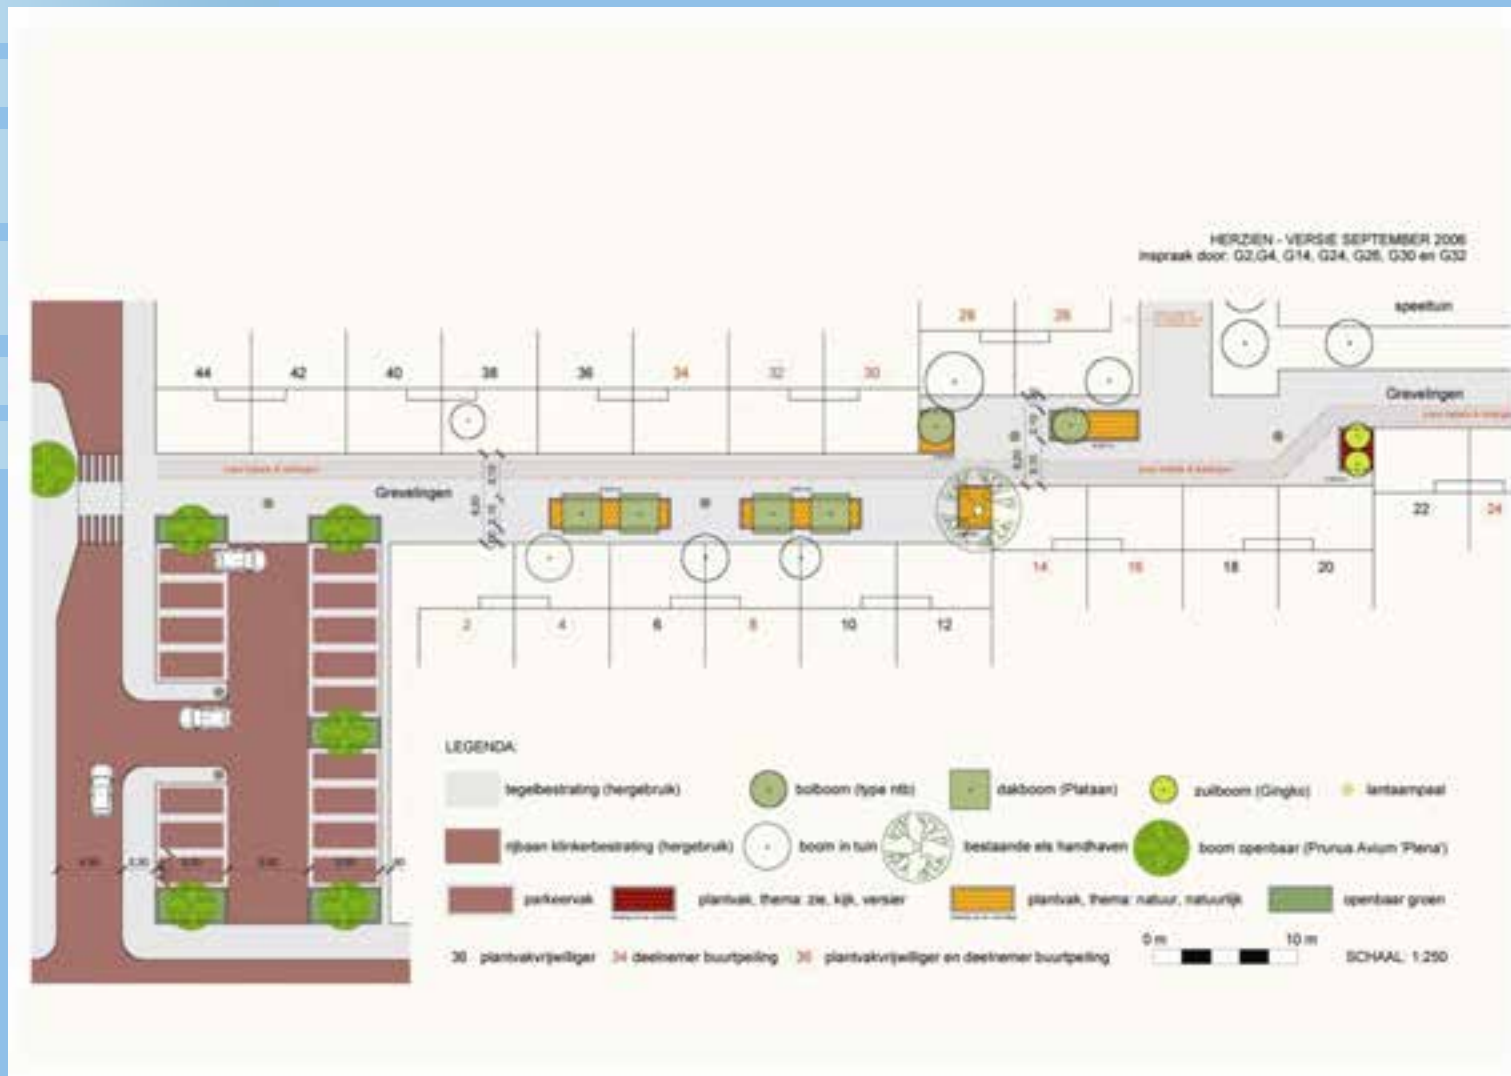 HERZIEN - VERSIE SEPTEMBER 2006
inspraak door: G2,G4, G14, G24, G26, G30 en G32
speeltuin
28 26
44 42 40 38 36 34 32 30
Grevelingen
Grevelingen
22 24
14 16 18 20
2 4 6 8 10 12
LEGENDA:
tegelbestrating (hergebruik)
bolboom (type ntb)
dakboom (Plataan)
zuilboom (Gingko)
lantaarnpaal
rijbaan klinkerbestrating (hergebruik)
boom in tuin
bestaande els handhaven
boom openbaar (Prunus Avium 'Plena')
parkeervak
plantvak, thema: zie, kijk, versier
plantvak, thema: natuur, natuurlijk
openbaar groen
36 plantvakvrijwilliger
34 deelnemer buurtpeiling
36 plantvakvrijwilliger en deelnemer buurtpeiling
0 m 10 m
SCHAAL: 1:250